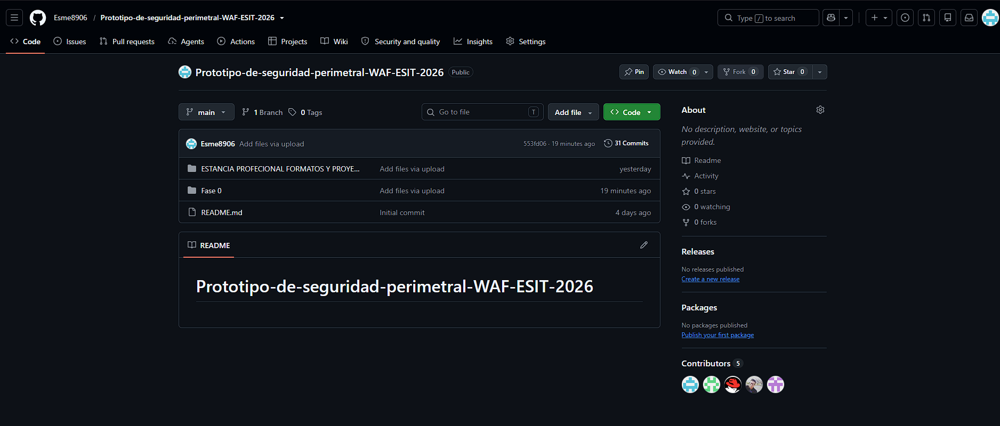 Esme8906 / Prototipo-de-seguridad-perimetral-WAF-ESIT-2026
Type / to search
Code Issues Pull requests Agents Actions Projects Wiki Security and quality Insights Settings
Prototipo-de-seguridad-perimetral-WAF-ESIT-2026 Public
Pin Watch 0 Fork 0 Star 0
main 1 Branch 0 Tags Go to file T Add file Code
Esme8906 Add files via upload 553fd06 · 19 minutes ago 31 Commits
ESTANCIA PROFECIONAL FORMATOS Y PROYE... Add files via upload yesterday
Fase 0 Add files via upload 19 minutes ago
README.md Initial commit 4 days ago
README
Prototipo-de-seguridad-perimetral-WAF-ESIT-2026
About
No description, website, or topics
provided.
Readme
Activity
0 stars
0 watching
0 forks
Releases
No releases published
Create a new release
Packages
No packages published
Publish your first package
Contributors 5